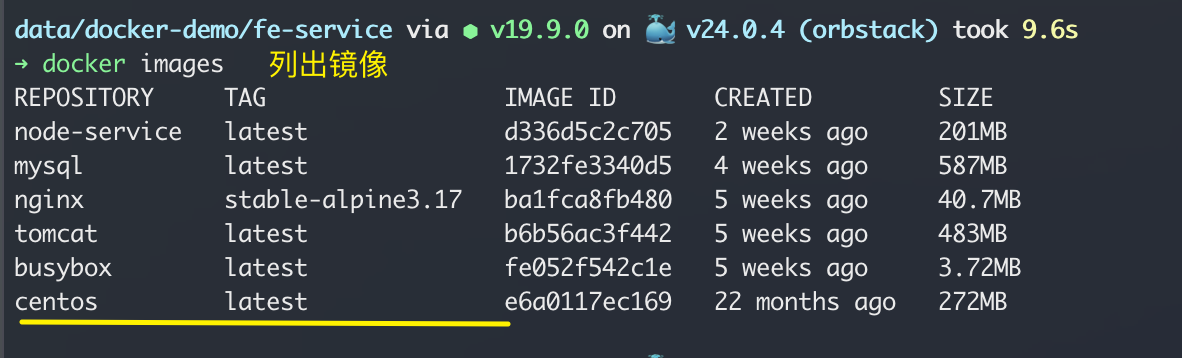 data/docker-demo/fe-service via ⬢ v19.9.0 on 🐳 v24.0.4 (orbstack) took 9.6s
→ docker images 列出镜像
REPOSITORY TAG IMAGE ID CREATED SIZE
node-service latest d336d5c2c705 2 weeks ago 201MB
mysql latest 1732fe3340d5 4 weeks ago 587MB
nginx stable-alpine3.17 ba1fca8fb480 5 weeks ago 40.7MB
tomcat latest b6b56ac3f442 5 weeks ago 483MB
busybox latest fe052f542c1e 5 weeks ago 3.72MB
centos latest e6a0117ec169 22 months ago 272MB